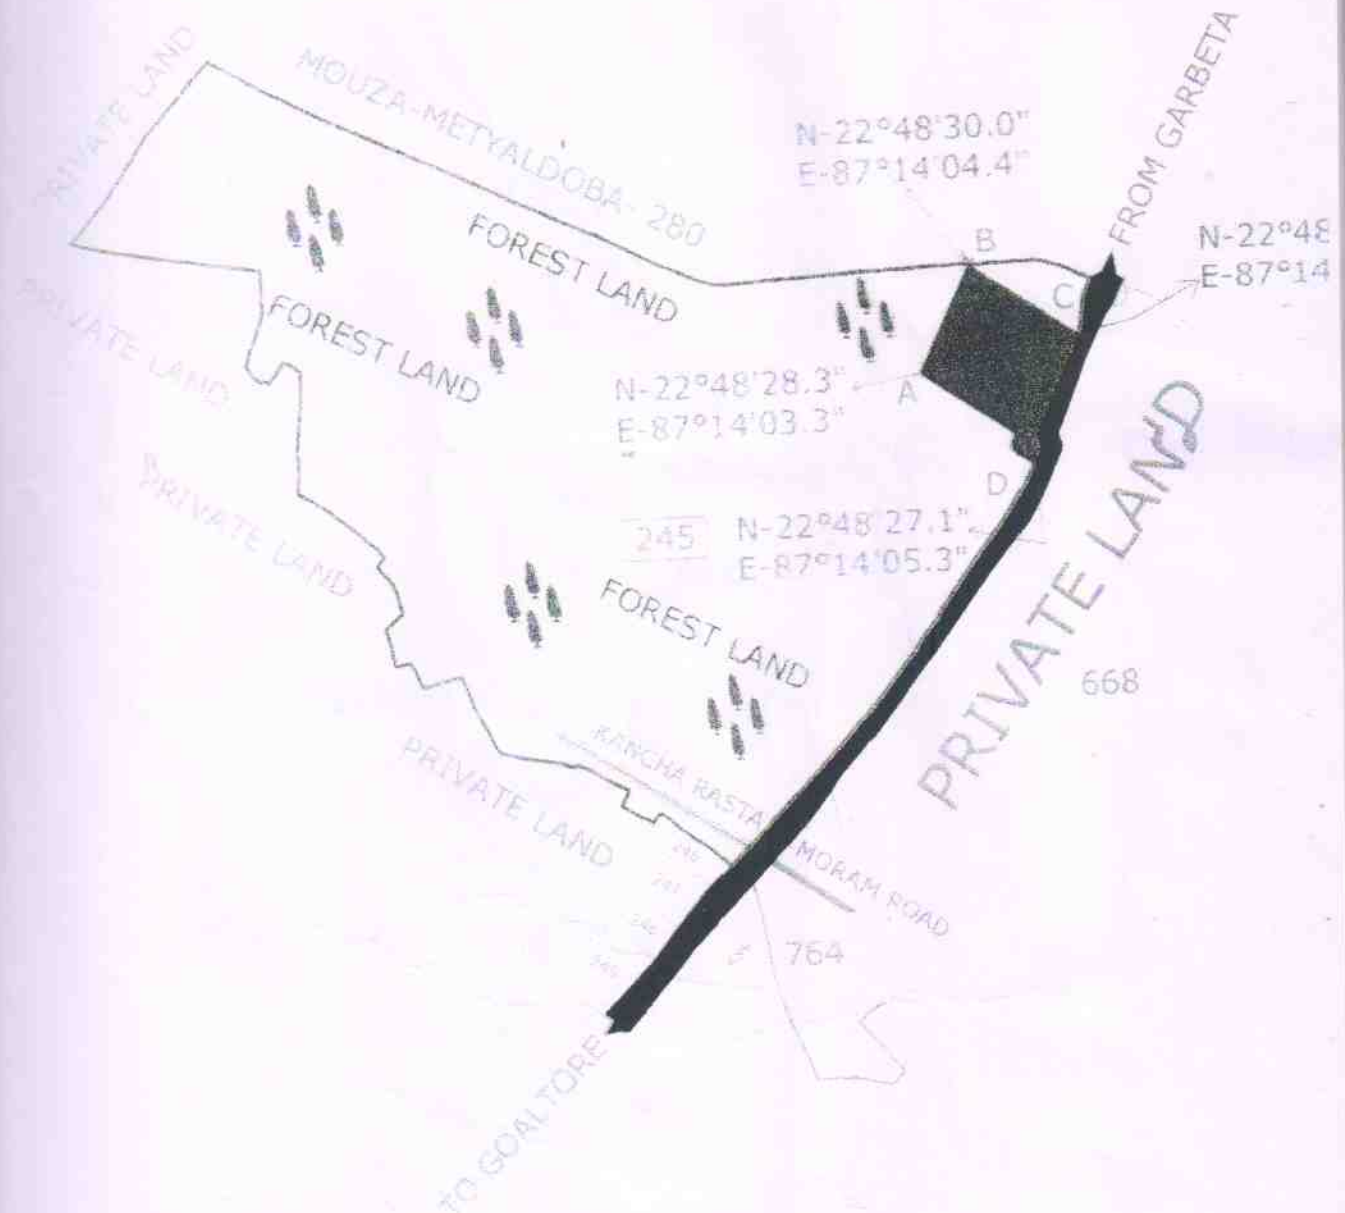 PRIVATE LAND
MOUZA-METYALDOBA- 280
N-22°48'30.0"
E-87°14'04.4"
FROM GARBETA
B
N-22°48
E-87°14
FOREST LAND
C
FOREST LAND
PRIVATE LAND
N-22°48'28.3"
E-87°14'03.3"
A
PRIVATE LAND
D
245
N-22°48'27.1"
E-87°14'05.3"
PRIVATE LAND
FOREST LAND
668
KANCHA RASTA
PRIVATE LAND
MORAM ROAD
764
TO GOALTORE